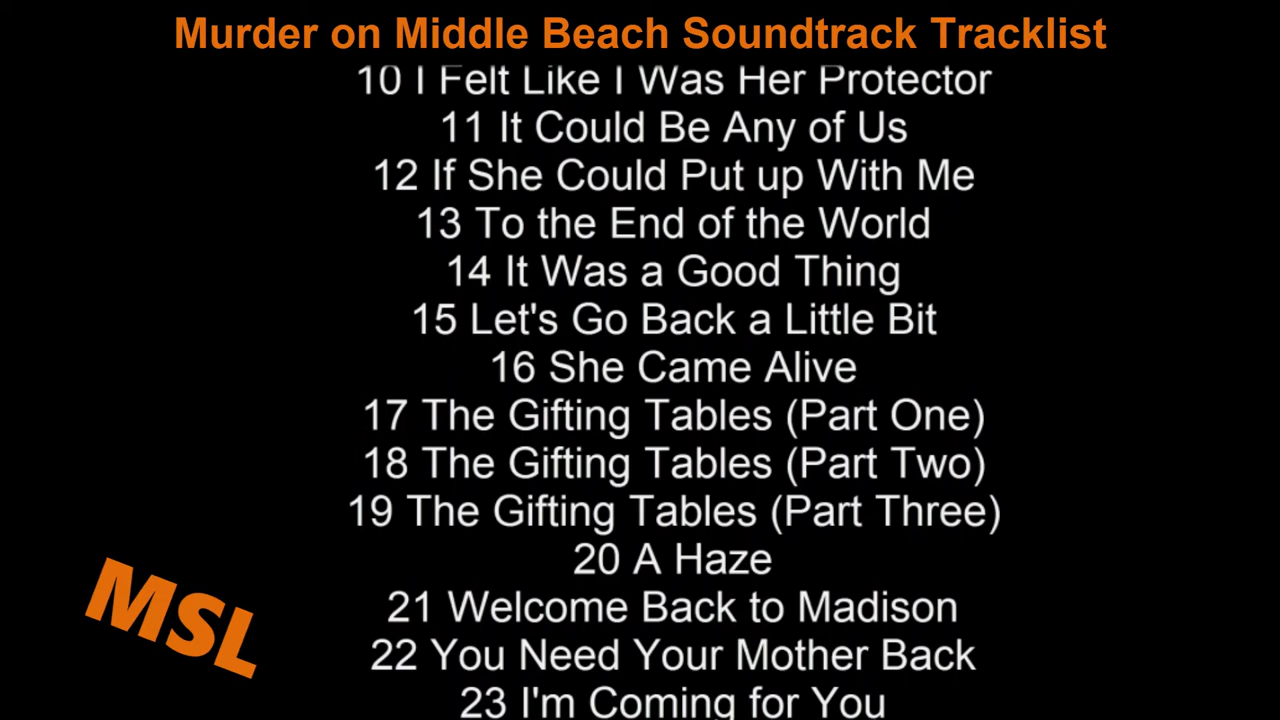 Murder on Middle Beach Soundtrack Tracklist
10 I Felt Like I Was Her Protector
11 It Could Be Any of Us
12 If She Could Put up With Me
13 To the End of the World
14 It Was a Good Thing
15 Let's Go Back a Little Bit
16 She Came Alive
17 The Gifting Tables (Part One)
18 The Gifting Tables (Part Two)
19 The Gifting Tables (Part Three)
20 A Haze
21 Welcome Back to Madison
22 You Need Your Mother Back
23 I'm Coming for You
MSL